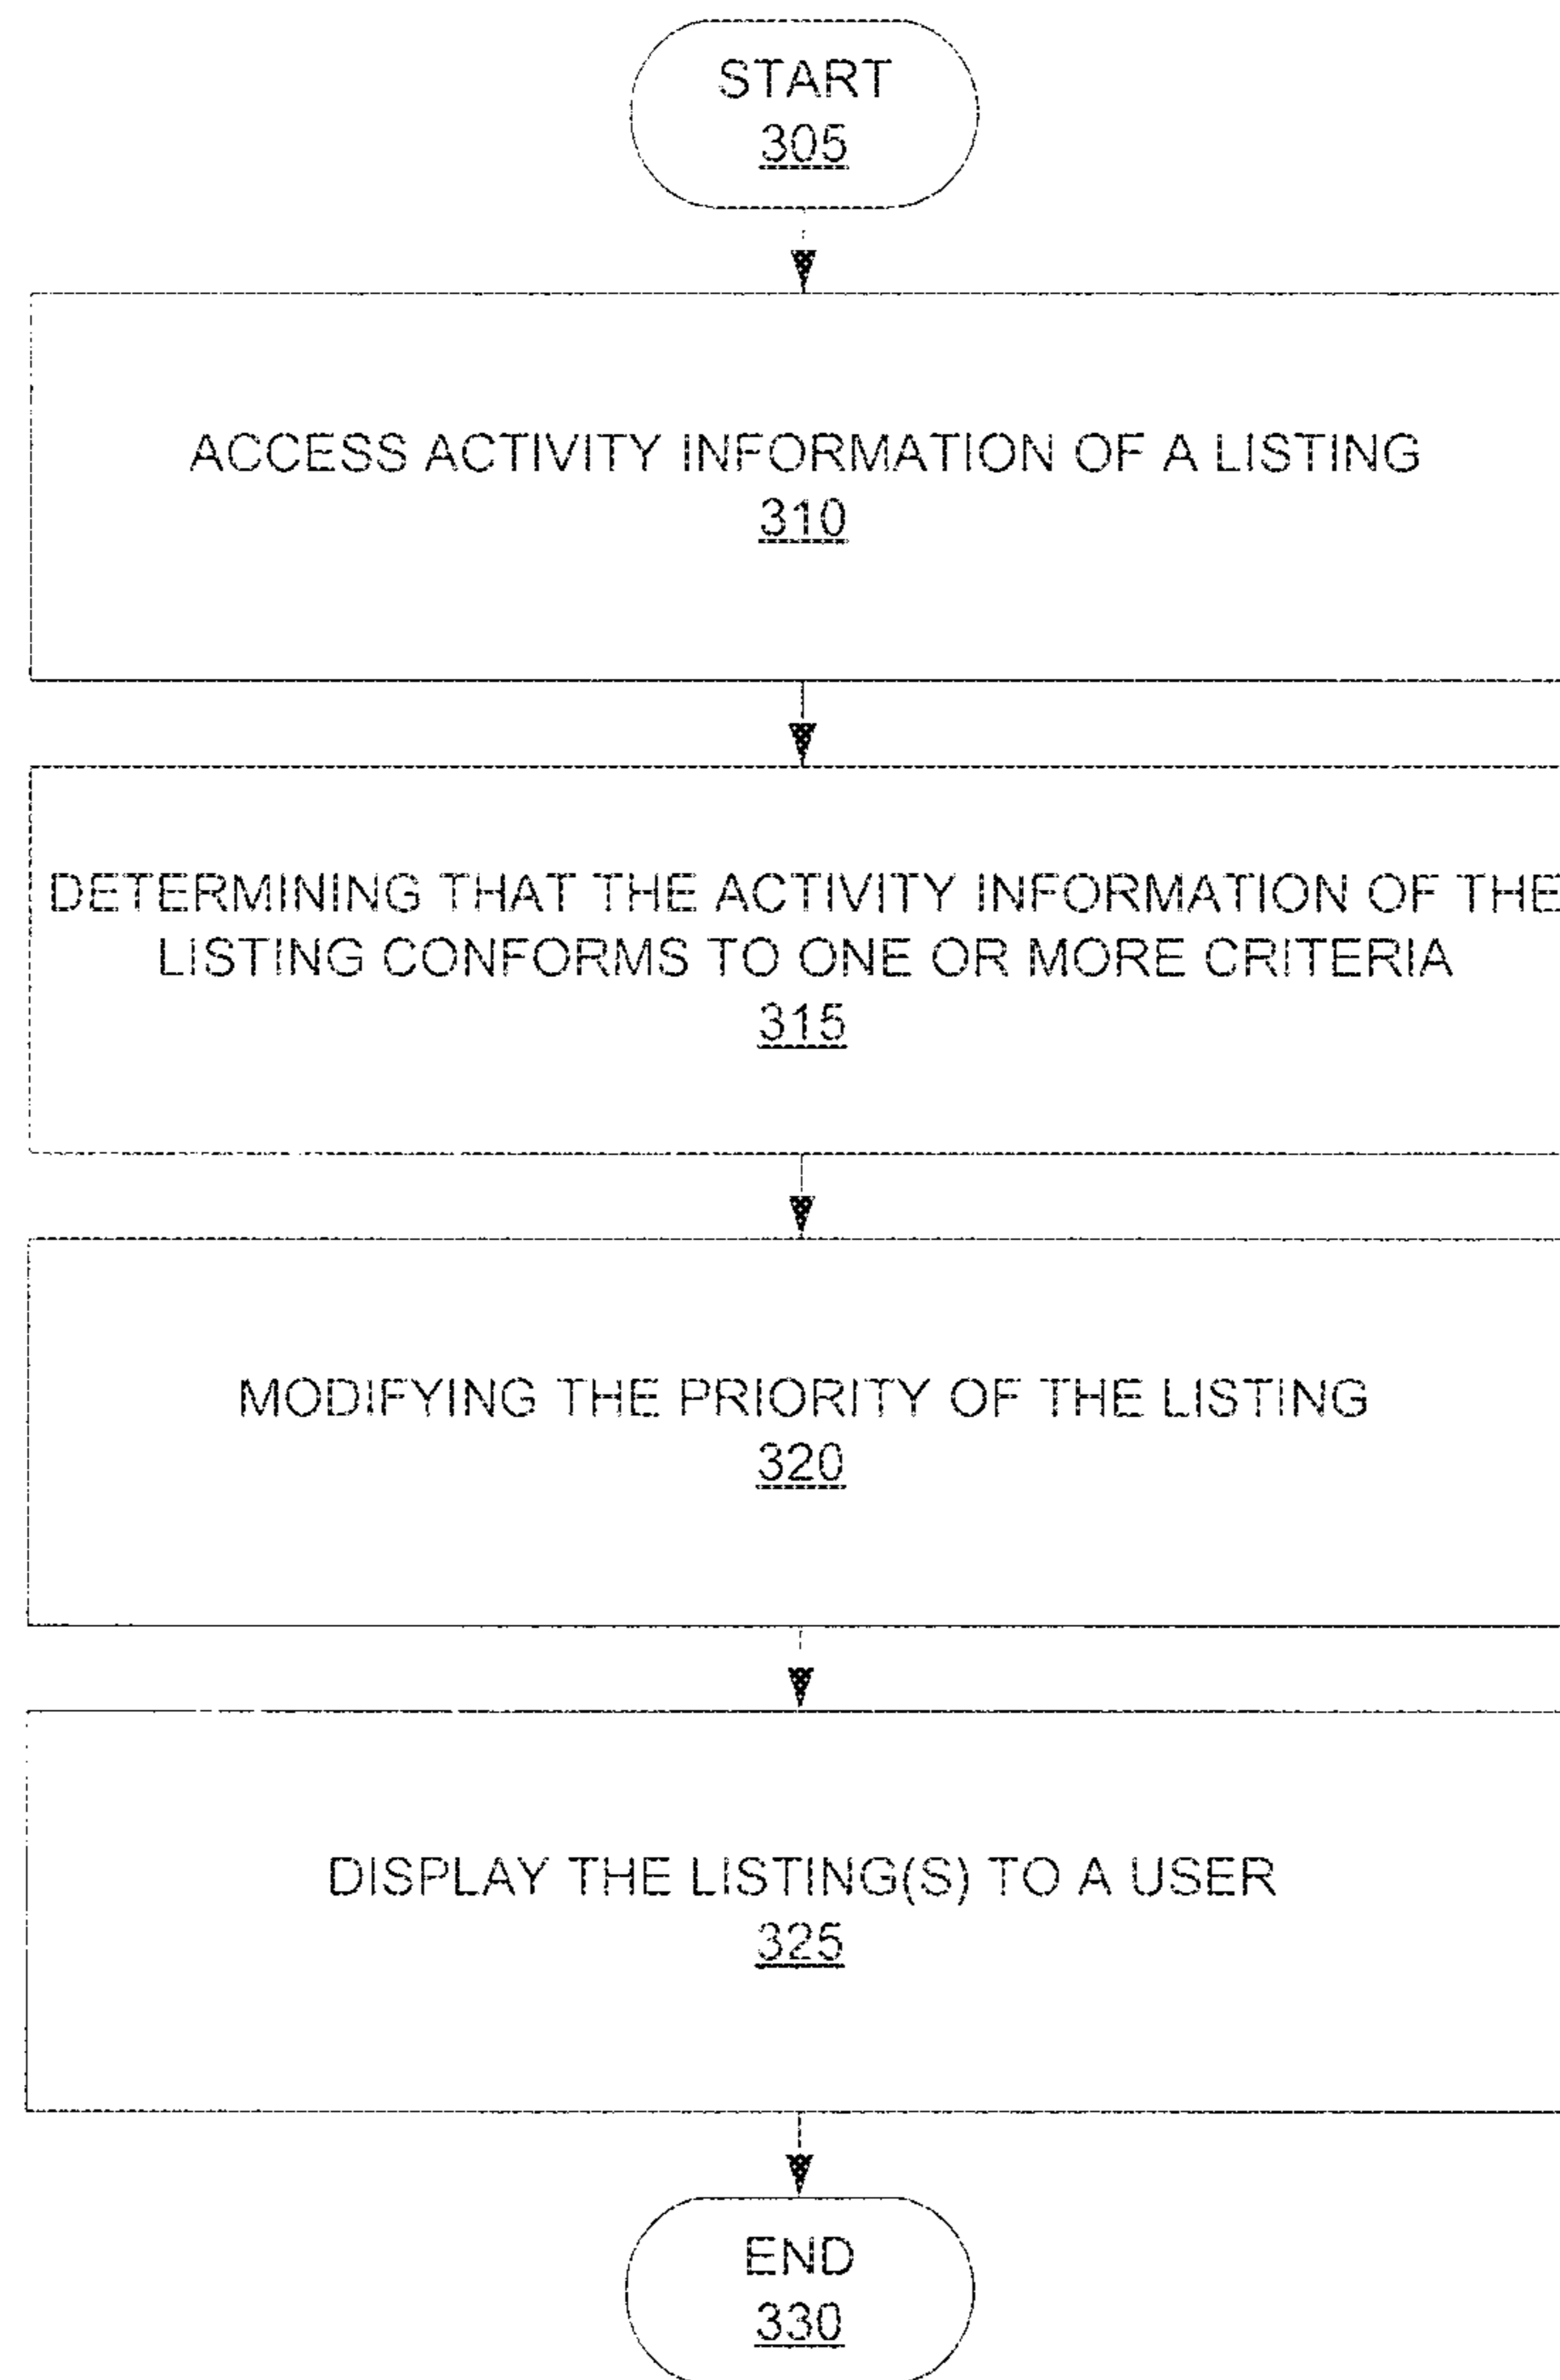 START
305
ACCESS ACTIVITY INFORMATION OF A LISTING
310
DETERMINING THAT THE ACTIVITY INFORMATION OF THE
LISTING CONFORMS TO ONE OR MORE CRITERIA
315
MODIFYING THE PRIORITY OF THE LISTING
320
DISPLAY THE LISTING(S) TO A USER
325
END
330